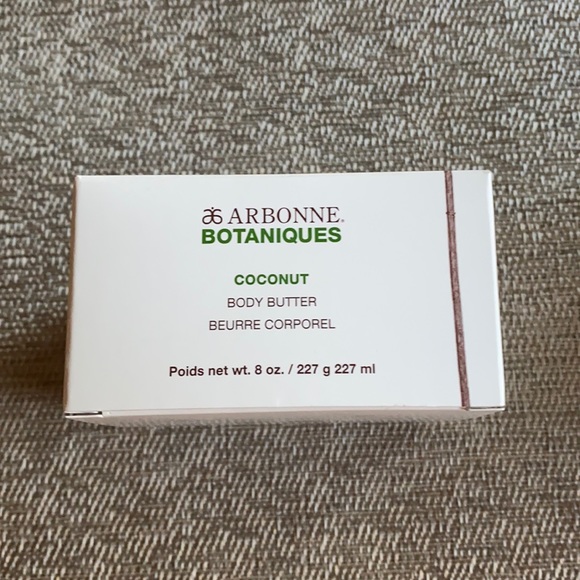 ARBONNE®
BOTANIQUES
COCONUT
BODY BUTTER
BEURRE CORPOREL
Poids net wt. 8 oz. / 227 g 227 ml